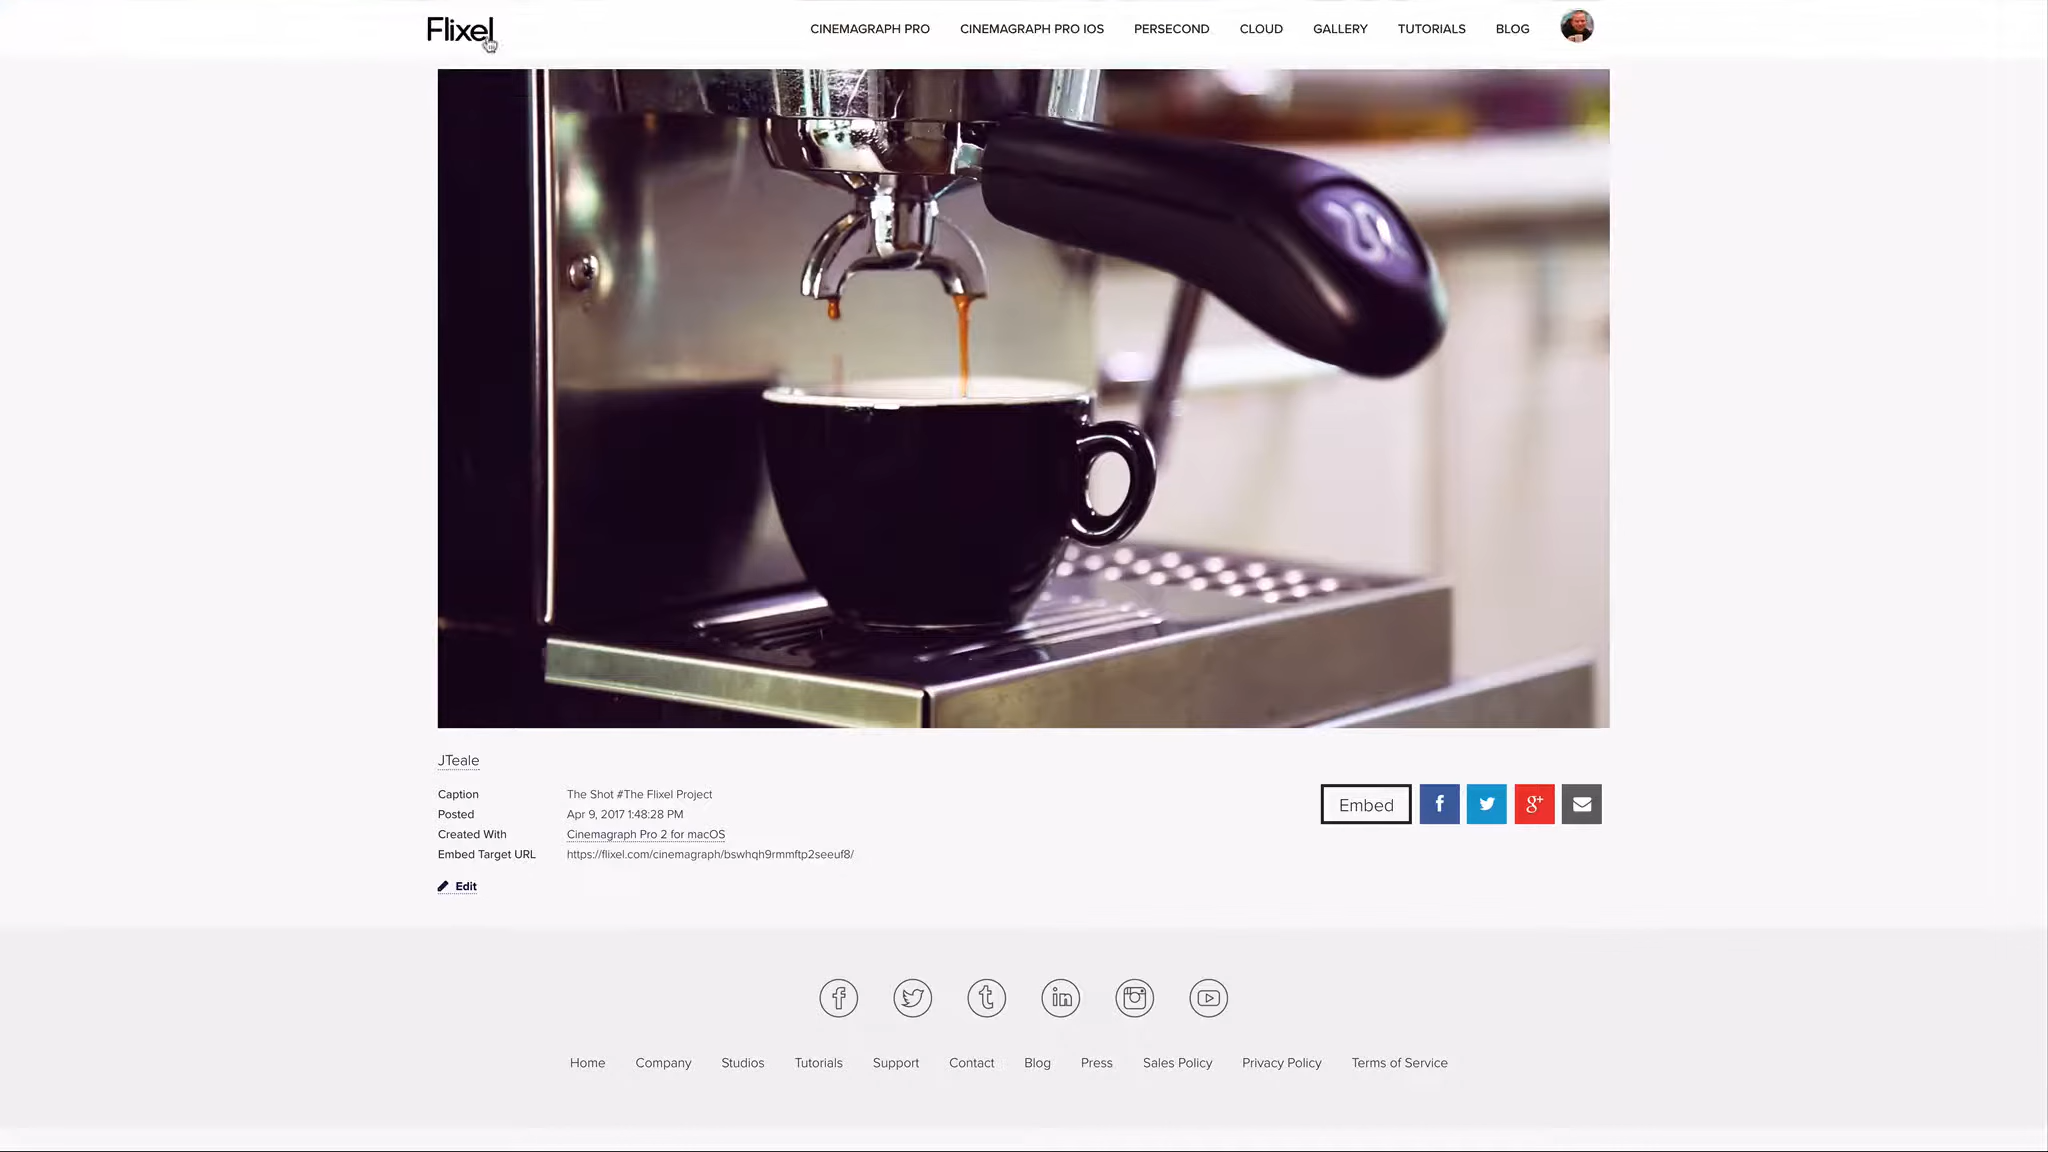 Flixel
CINEMAGRAPH PRO
CINEMAGRAPH PRO IOS
PERSECOND
CLOUD
GALLERY
TUTORIALS
BLOG
JTeale
Caption The Shot #The Flixel Project
Posted Apr 9, 2017 1:48:28 PM
Created With Cinemagraph Pro 2 for macOS
Embed Target URL https://flixel.com/cinemagraph/bswhqh9rmmftp2seeuf8/
Edit
Embed
Home
Company
Studios
Tutorials
Support
Contact
Blog
Press
Sales Policy
Privacy Policy
Terms of Service